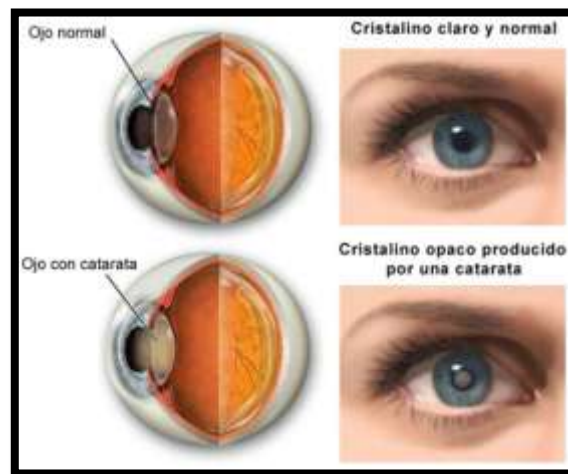 Ojo normal
Cristalino claro y normal
Ojo con catarata
Cristalino opaco producido
por una catarata